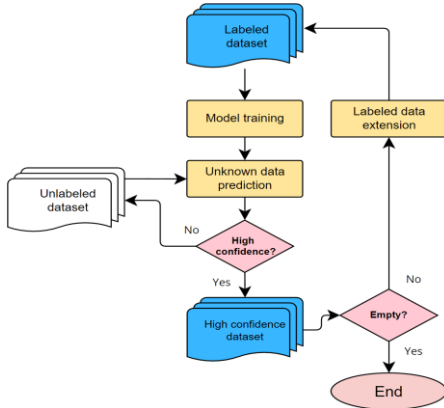 Labeled
dataset
Model training
Labeled data
extension
Unknown data
prediction
Unlabeled
dataset
No
High
confidence?
Yes
No
High confidence
dataset
Empty?
Yes
End